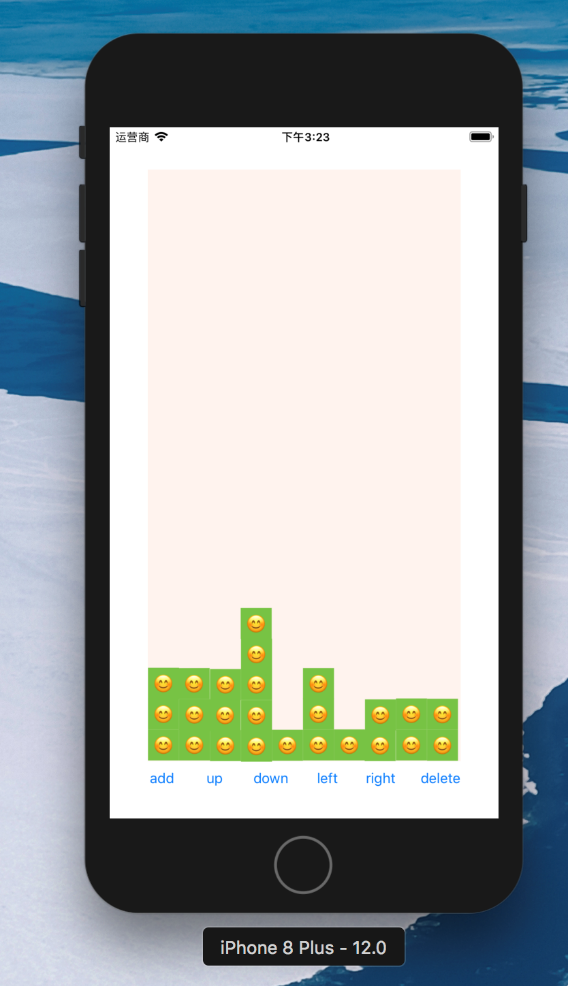 运营商 下午3:23
add up down left right delete
iPhone 8 Plus - 12.0